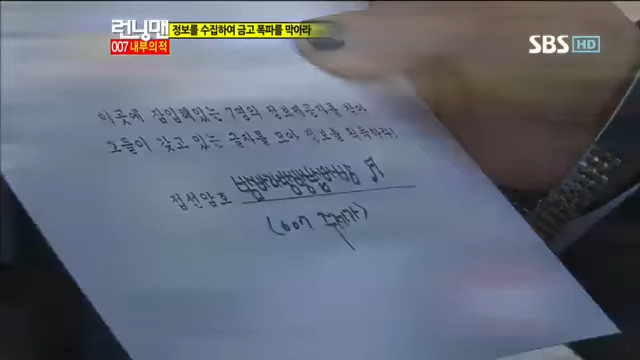 런닝맨
007 내부의적
정보를 수집하여 금고 폭파를 막아라
SBS HD
이곳에 잠입해있는 7명의 정보제공자를 찾아
그들이 갖고 있는 글자를 모아 정보를 획득하라!
접선암호
(007 주제가)